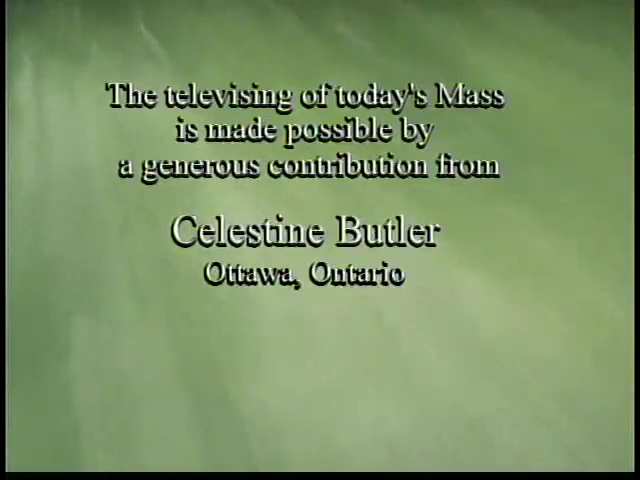 The televising of today's Mass
is made possible by
a generous contribution from
Celestine Butler
Ottawa, Ontario